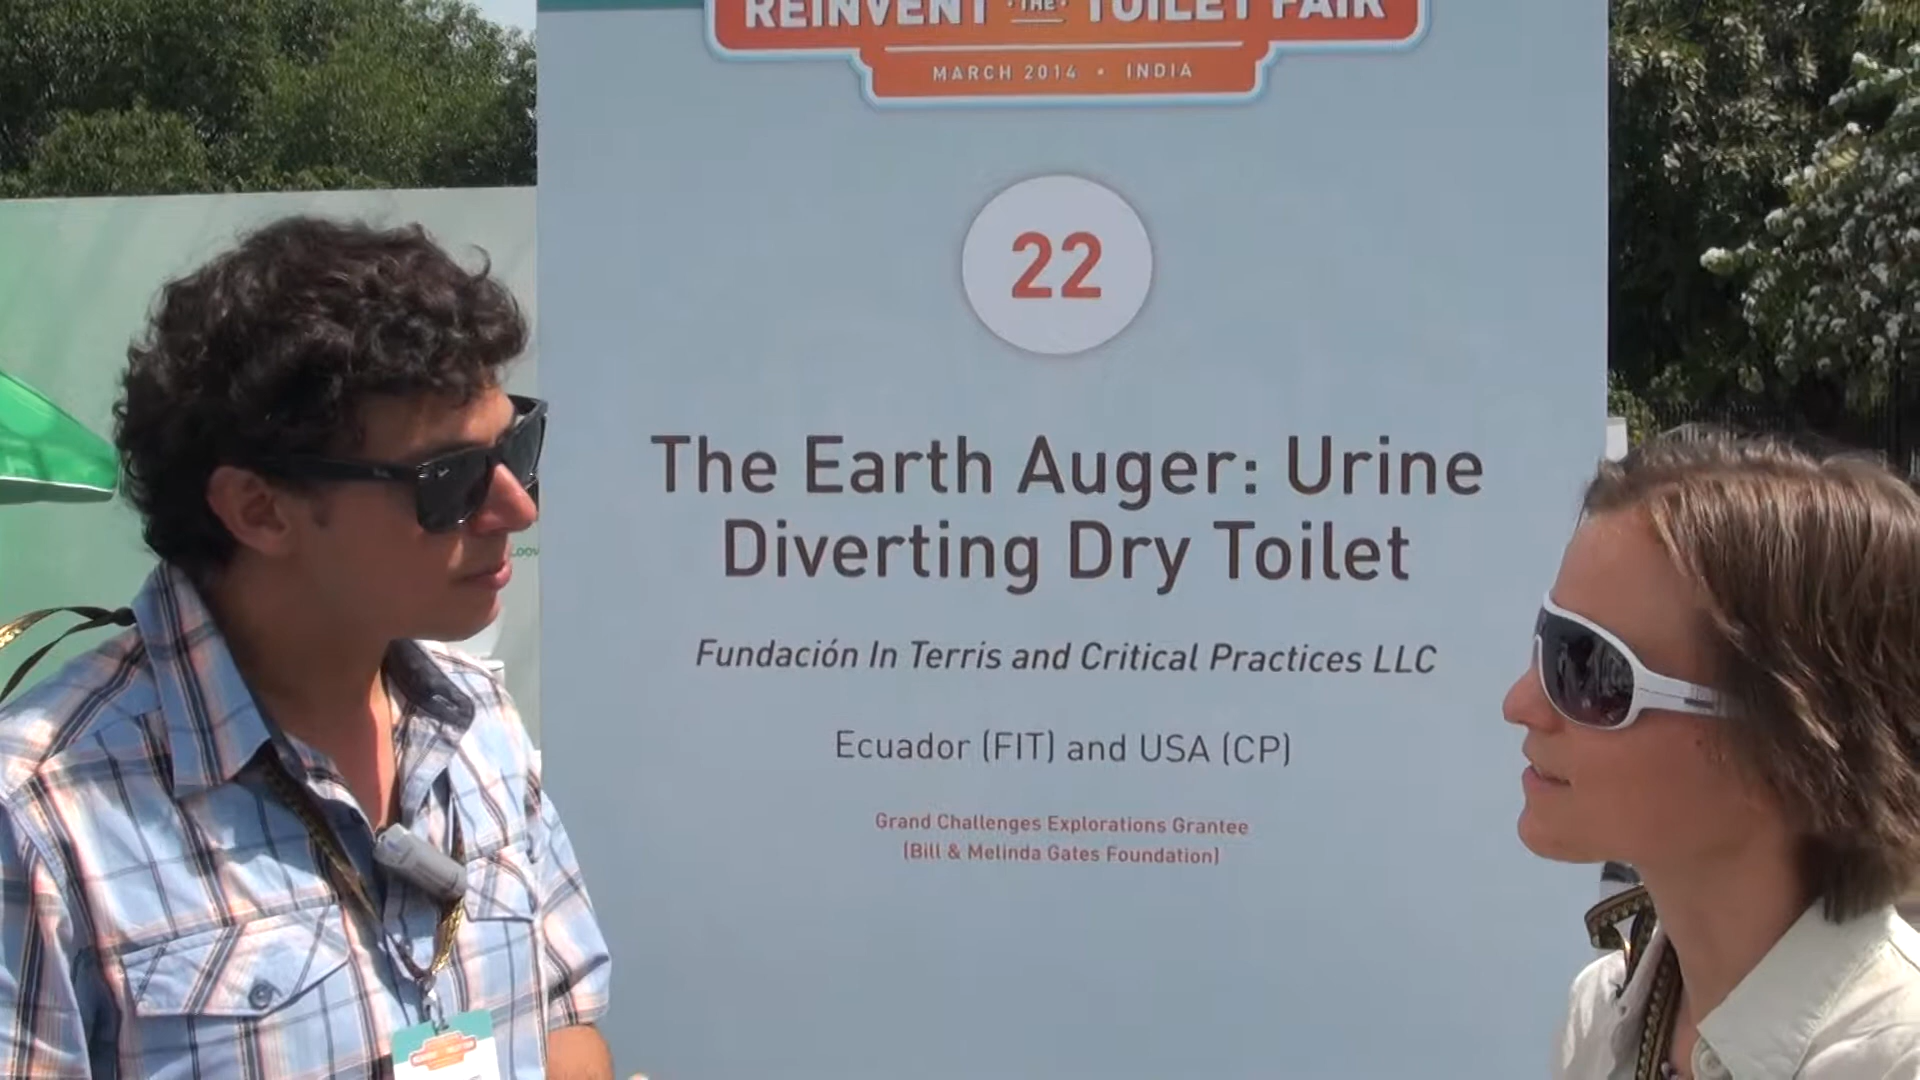 REINVENT THE TOILET FAIR
MARCH 2014 • INDIA
22
The Earth Auger: Urine
Diverting Dry Toilet
Fundación In Terris and Critical Practices LLC
Ecuador (FIT) and USA (CP)
Grand Challenges Explorations Grantee
(Bill & Melinda Gates Foundation)